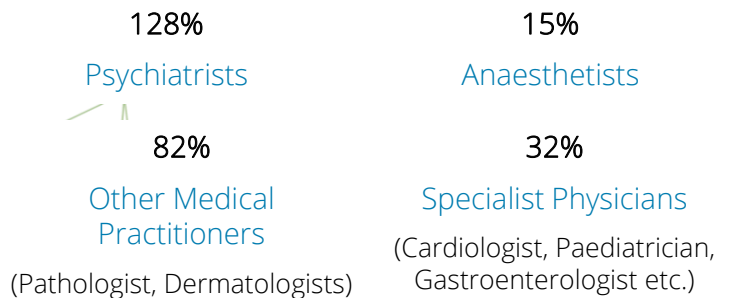 128%
Psychiatrists
15%
Anaesthetists
82%
Other Medical
Practitioners
(Pathologist, Dermatologists)
32%
Specialist Physicians
(Cardiologist, Paediatrician,
Gastroenterologist etc.)